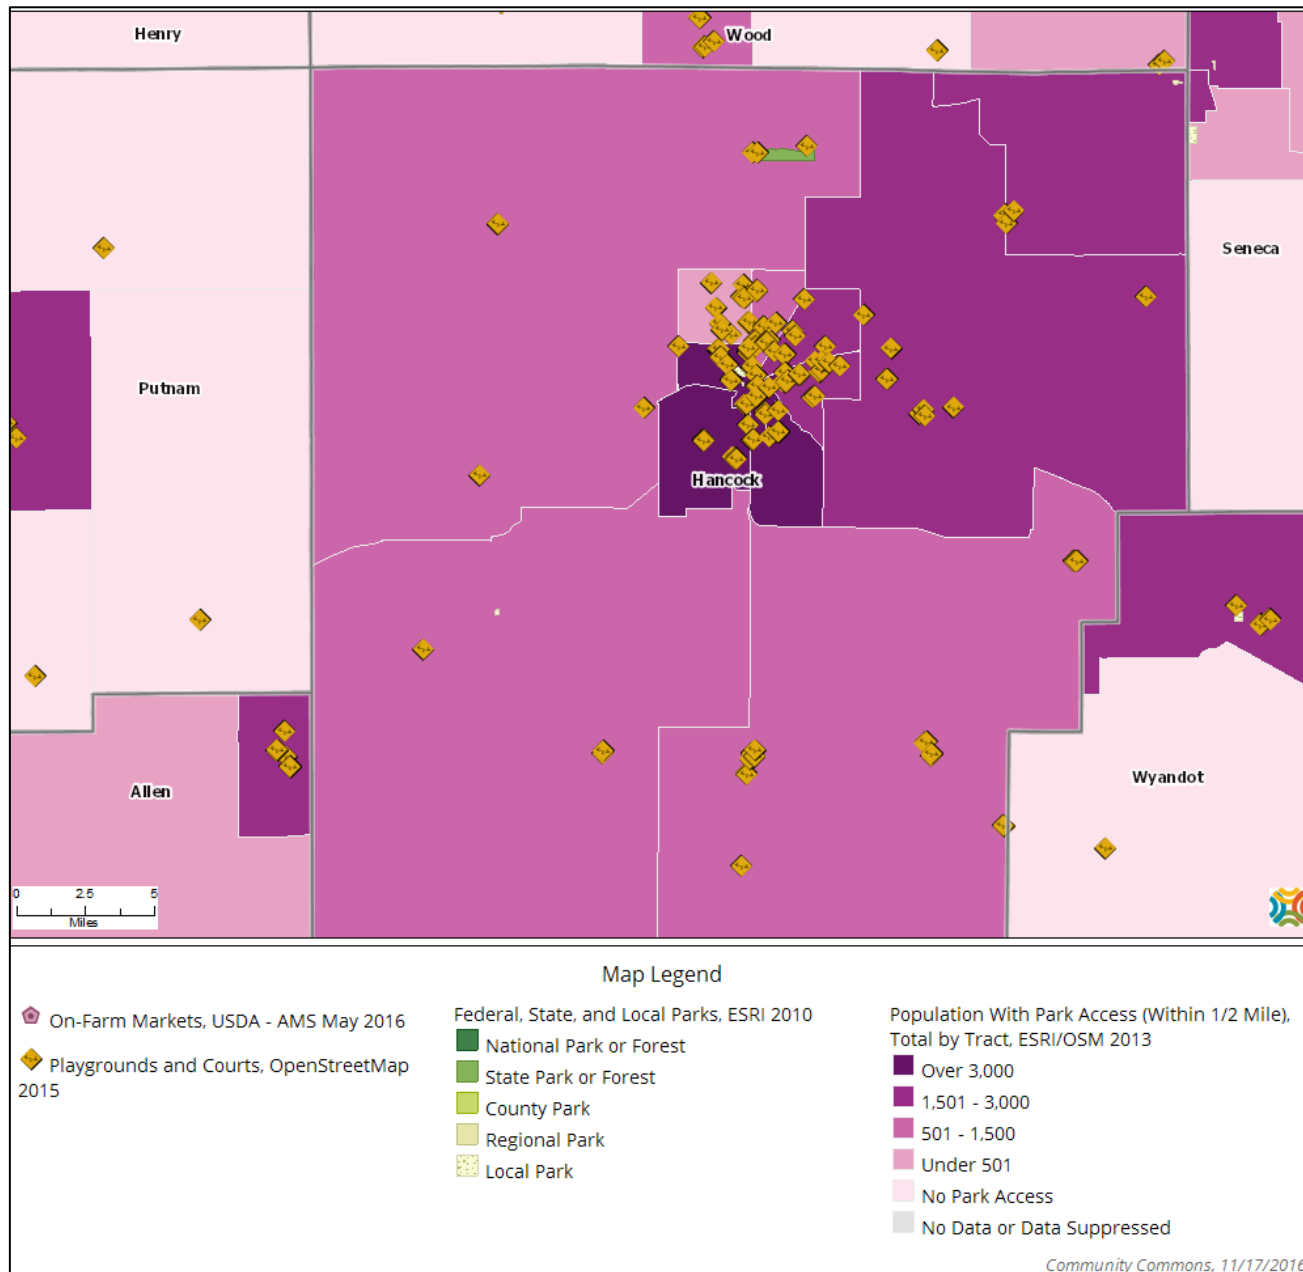 Henry
Wood
Seneca
Putnam
Hancock
Allen
Wyandot
0 2.5 5
Miles
Map Legend
On-Farm Markets, USDA - AMS May 2016
Playgrounds and Courts, OpenStreetMap
2015
Federal, State, and Local Parks, ESRI 2010
National Park or Forest
State Park or Forest
County Park
Regional Park
Local Park
Population With Park Access (Within 1/2 Mile),
Total by Tract, ESRI/OSM 2013
Over 3,000
1,501 - 3,000
501 - 1,500
Under 501
No Park Access
No Data or Data Suppressed
Community Commons, 11/17/2016